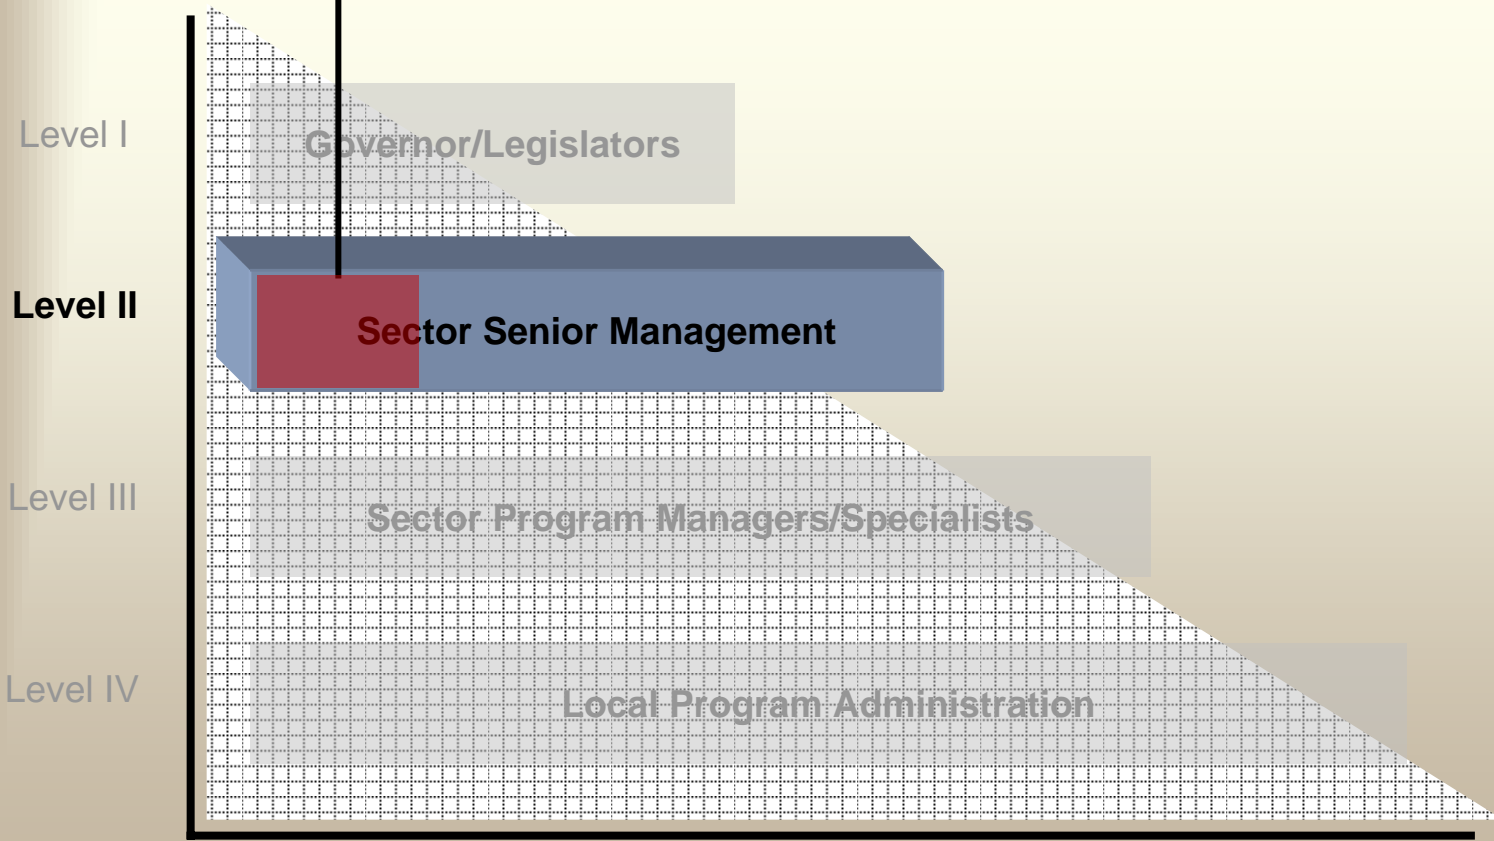 Level I
Governor/Legislators
Level II
Sector Senior Management
Level III
Sector Program Managers/Specialists
Level IV
Local Program Administration